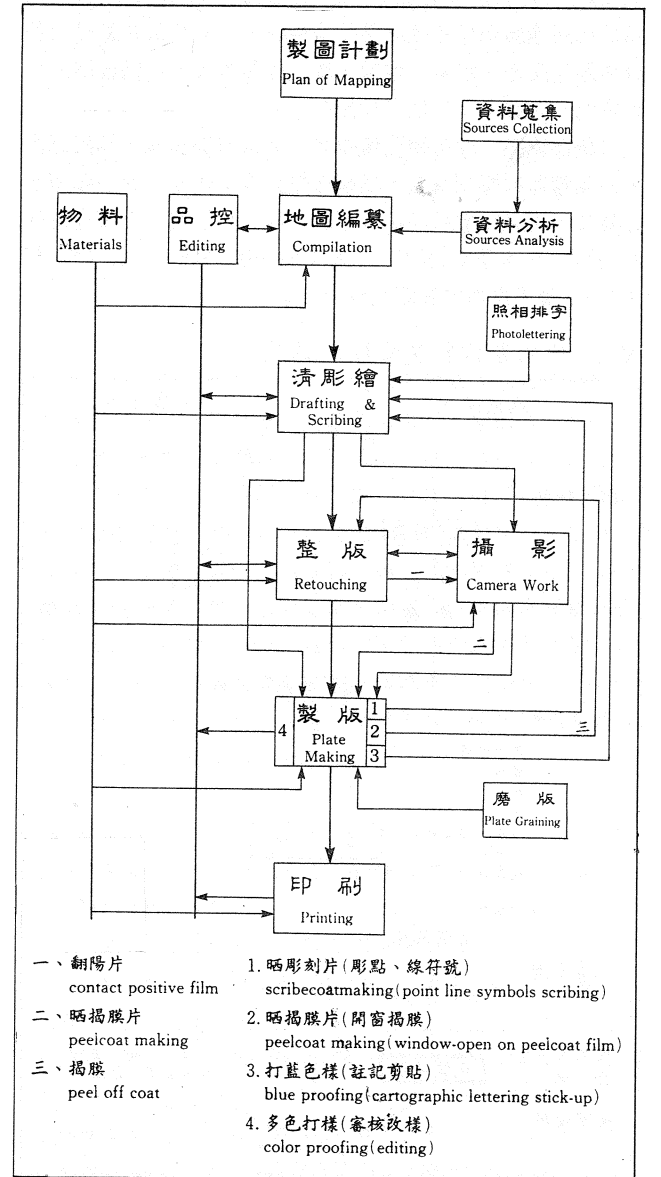 製圖計劃
Plan of Mapping
資料蒐集
Sources Collection
物料
Materials
品控
Editing
地圖編纂
Compilation
資料分析
Sources Analysis
照相排字
Photolettering
清彫繪
Drafting &
Scribing
整版
Retouching
一
攝影
Camera Work
二
4
製版
Plate
Making
1
2
3
三
磨版
Plate Graining
印刷
Printing
一、翻陽片
contact positive film
二、晒揭膜片
peelcoat making
三、揭膜
peel off coat
1. 晒彫刻片(彫點、線符號)
scribecoatmaking(point line symbols scribing)
2. 晒揭膜片(開窗揭膜)
peelcoat making(window-open on peelcoat film)
3. 打藍色樣(註記剪貼)
blue proofing(cartographic lettering stick-up)
4. 多色打樣(審核改樣)
color proofing(editing)